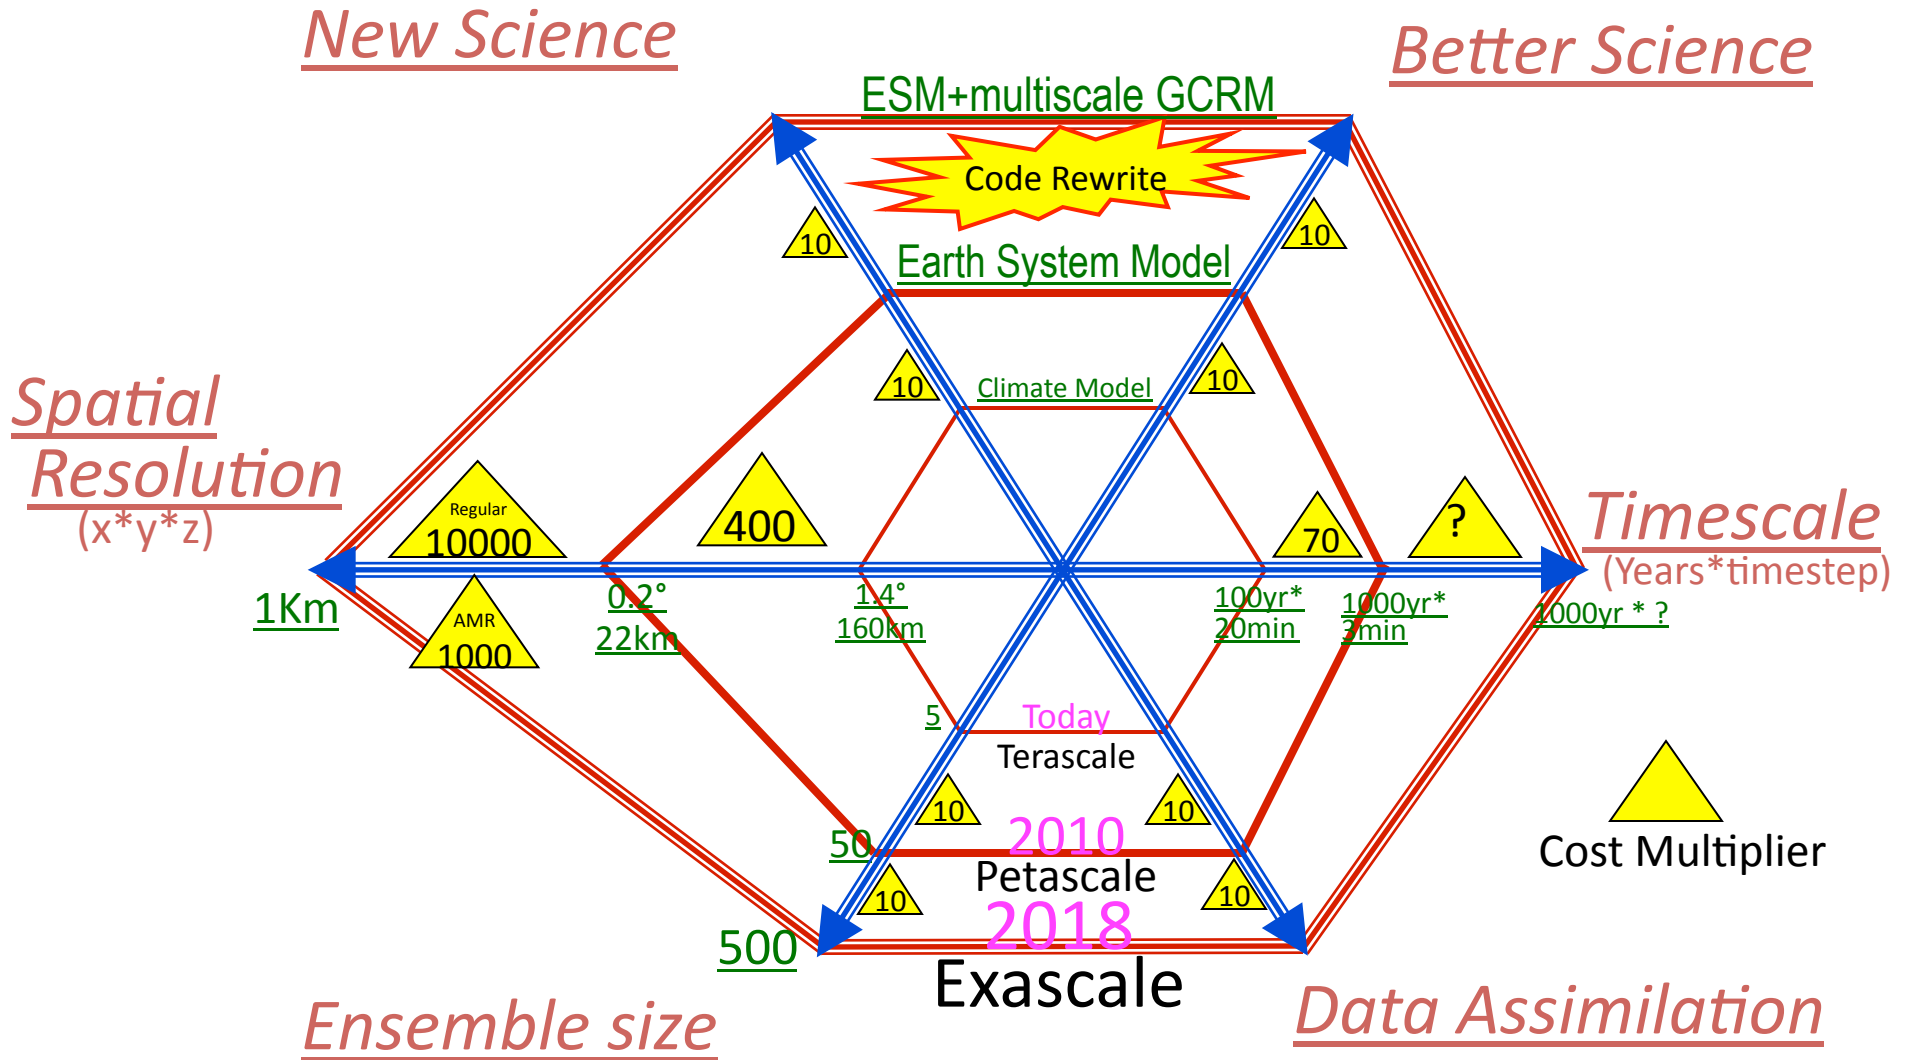 New Science
Better Science
ESM+multiscale GCRM
Code Rewrite
10
10
Earth System Model
10
Climate Model
10
Spatial
Resolution
(x*y*z)
Regular
10000
400
70
?
Timescale
(Years*timestep)
1Km
AMR
1000
0.2°
22km
1.4°
160km
100yr*
20min
1000yr*
3min
1000yr * ?
5
Today
Terascale
10
10
50
2010
Petascale
10
10
2018
500
Exascale
Cost Multiplier
Ensemble size
Data Assimilation